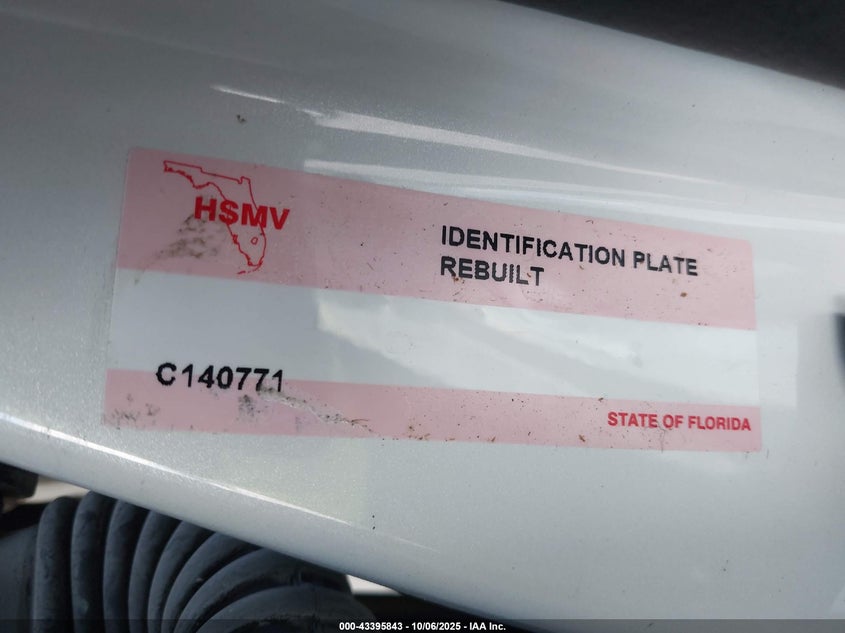 HSMV
IDENTIFICATION PLATE
REBUILT
C140771
STATE OF FLORIDA
000-43395843 - 10/06/2025 - IAA Inc.